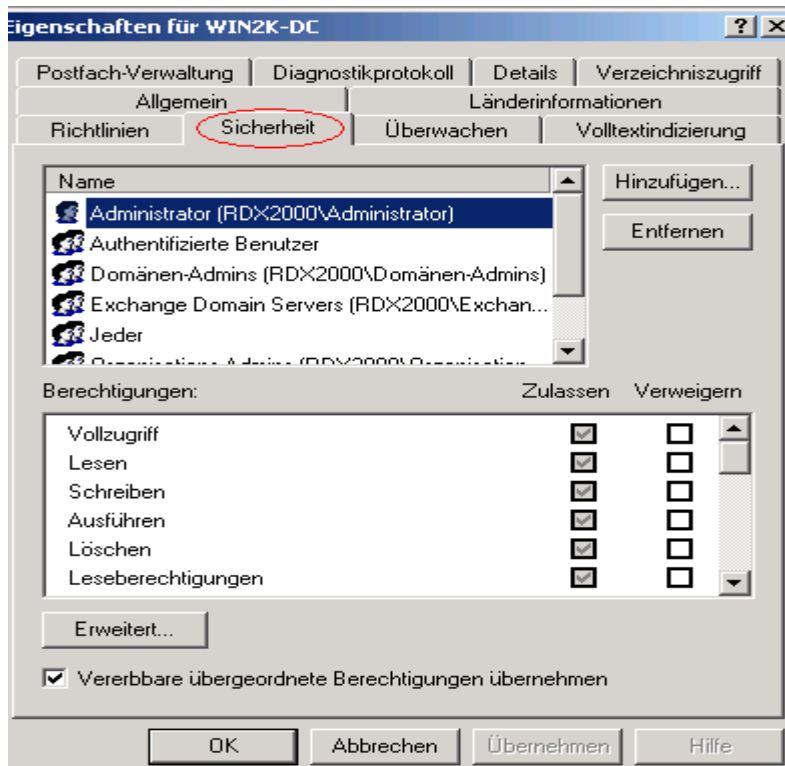 Eigenschaften für WIN2K-DC
Postfach-Verwaltung Diagnostikprotokoll Details Verzeichniszugriff
Allgemein Länderinformationen
Richtlinien Sicherheit Überwachen Volltextindizierung
Name
Hinzufügen...
Administrator (RDX2000\Administrator)
Entfernen
Authentifizierte Benutzer
Domänen-Admins (RDX2000\Domänen-Admins)
Exchange Domain Servers (RDX2000\Exchan...
Jeder
Berechtigungen: Zulassen Verweigern
Vollzugriff
Lesen
Schreiben
Ausführen
Löschen
Leseberechtigungen
Erweitert...
Vererbbare übergeordnete Berechtigungen übernehmen
OK Abbrechen Übernehmen Hilfe